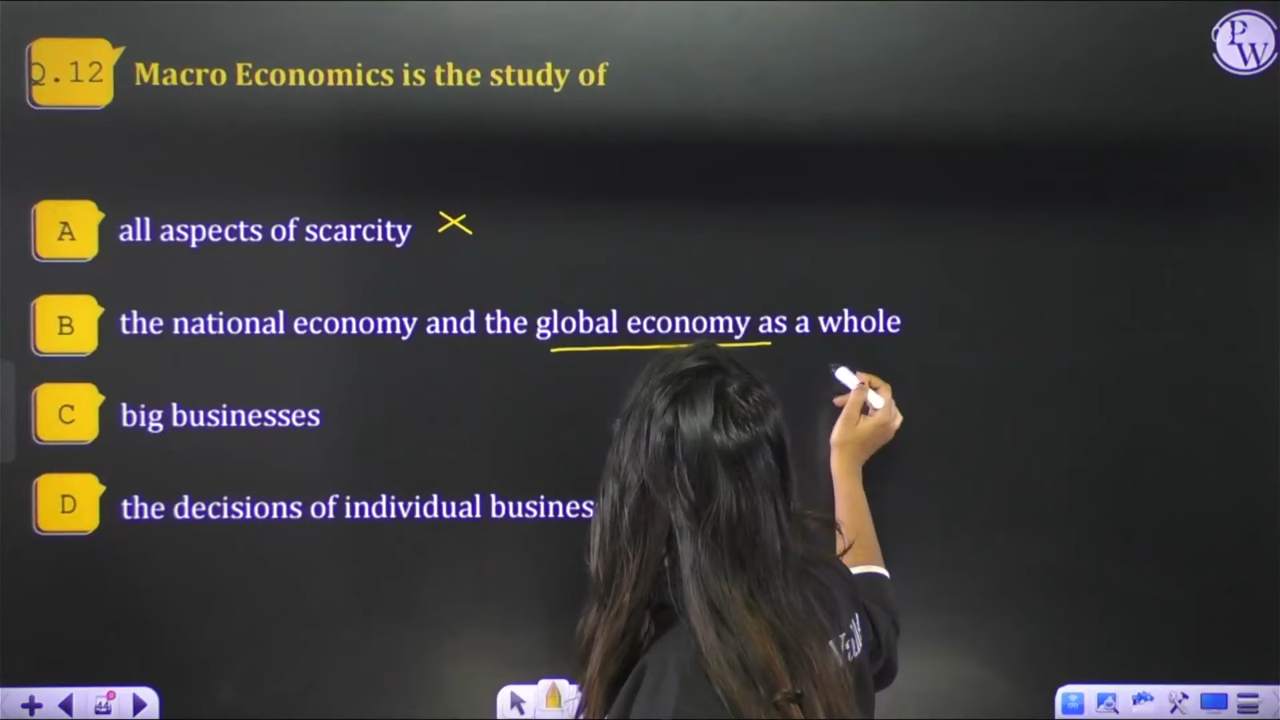 Q.12 Macro Economics is the study of
A all aspects of scarcity
B the national economy and the global economy as a whole
C big businesses
D the decisions of individual busines
PW
44